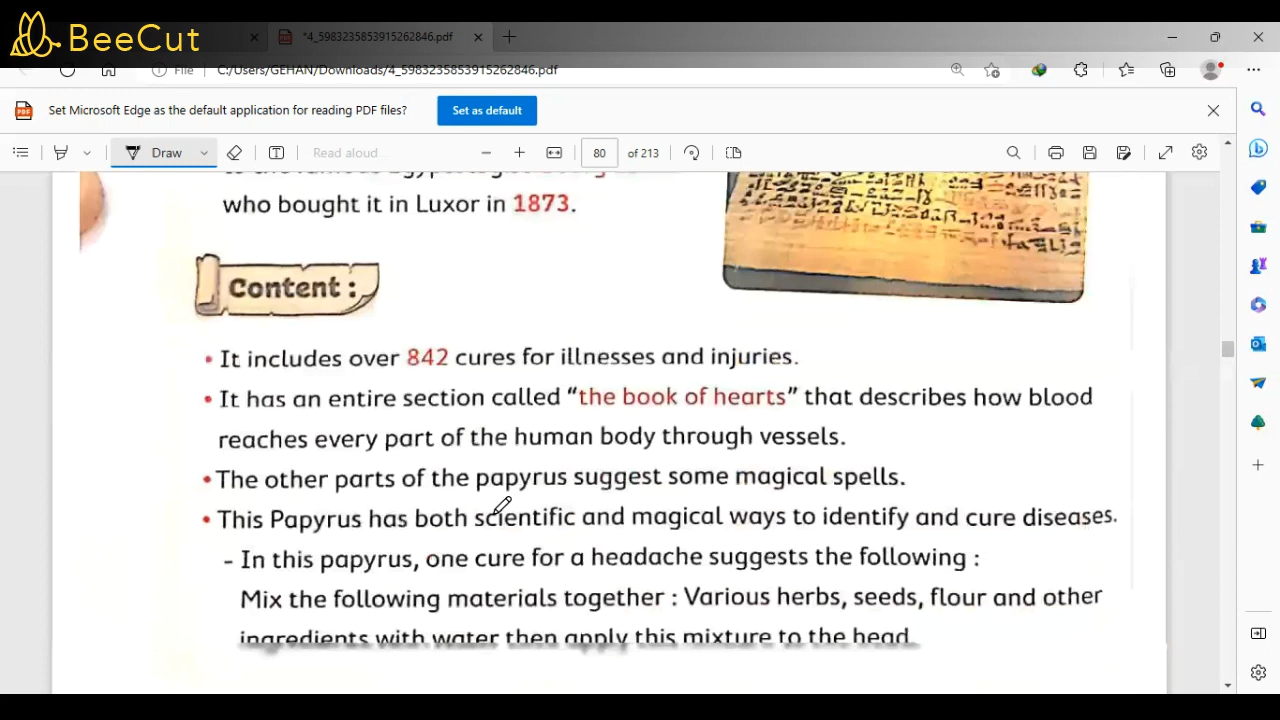 BeeCut
*4_5983235853915262846.pdf
File
C:/Users/GEHAN/Downloads/4_5983235853915262846.pdf
Set Microsoft Edge as the default application for reading PDF files?
Set as default
Draw
Read aloud
80
of 213
who bought it in Luxor in 1873.
Content :
• It includes over 842 cures for illnesses and injuries.
• It has an entire section called “the book of hearts” that describes how blood
reaches every part of the human body through vessels.
• The other parts of the papyrus suggest some magical spells.
• This Papyrus has both scientific and magical ways to identify and cure diseases.
- In this papyrus, one cure for a headache suggests the following :
Mix the following materials together : Various herbs, seeds, flour and other
ingredients with water then apply this mixture to the head.